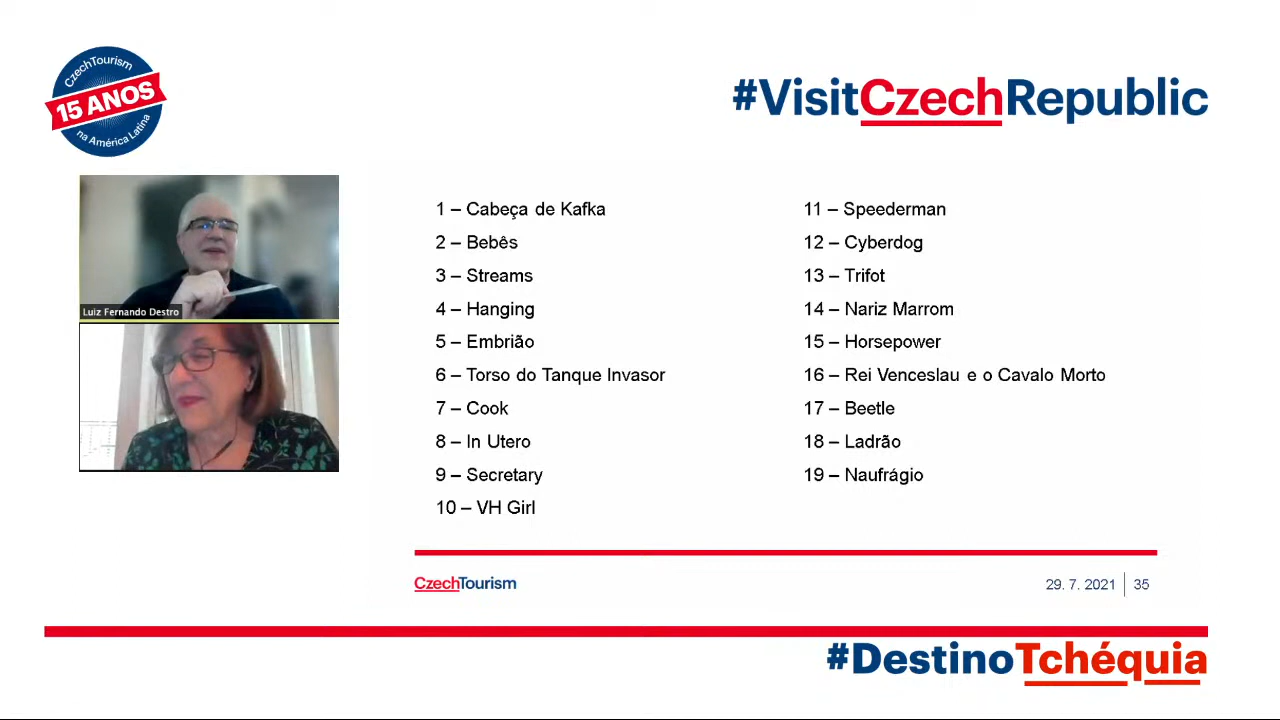 CzechTourism
15 ANOS
na América Latina
#VisitCzechRepublic
Luiz Fernando Destro
1 – Cabeça de Kafka
2 – Bebês
3 – Streams
4 – Hanging
5 – Embrião
6 – Torso do Tanque Invasor
7 – Cook
8 – In Utero
9 – Secretary
10 – VH Girl
11 – Speederman
12 – Cyberdog
13 – Trifot
14 – Nariz Marrom
15 – Horsepower
16 – Rei Venceslau e o Cavalo Morto
17 – Beetle
18 – Ladrão
19 – Naufrágio
CzechTourism
29. 7. 2021 | 35
#DestinoTchéquia